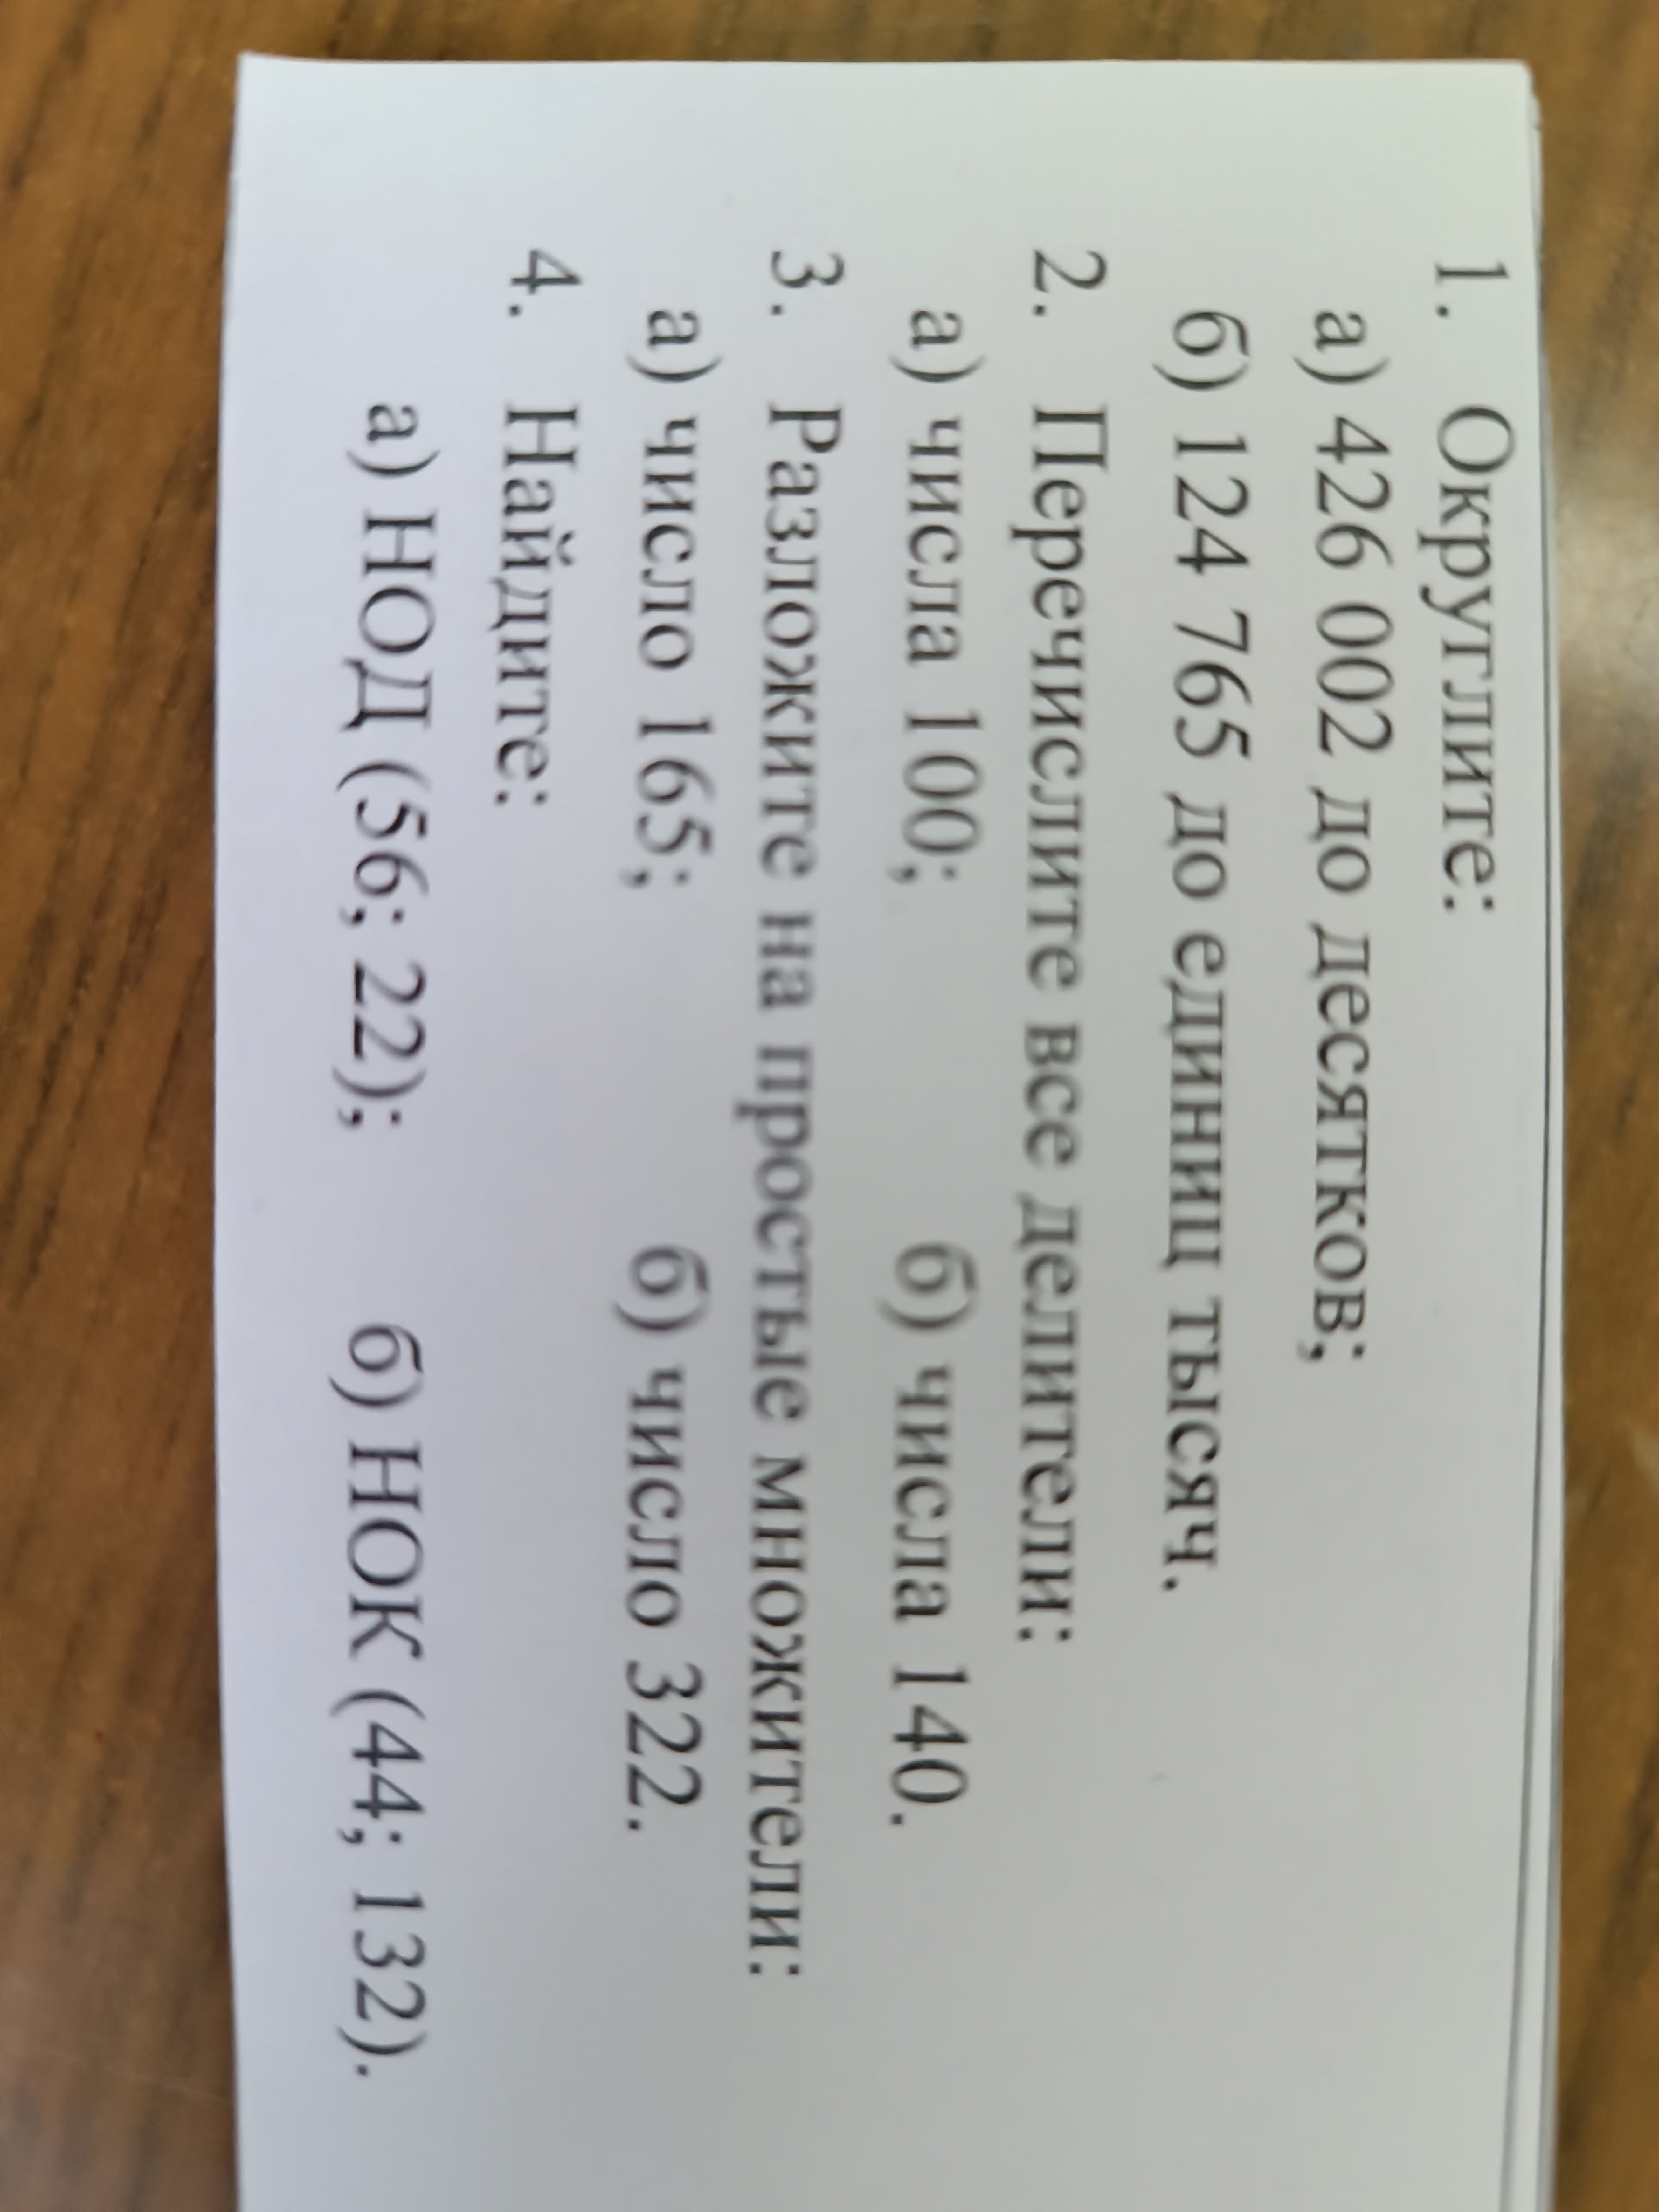 1. Округлите:
а) 426 002 до десятков;
б) 124 765 до единиц тысяч.
2. Перечислите все делители:
а) числа 100; б) числа 140.
3. Разложите на простые множители:
а) число 165; б) число 322.
4. Найдите:
а) НОД (56; 22); б) НОК (44; 132).